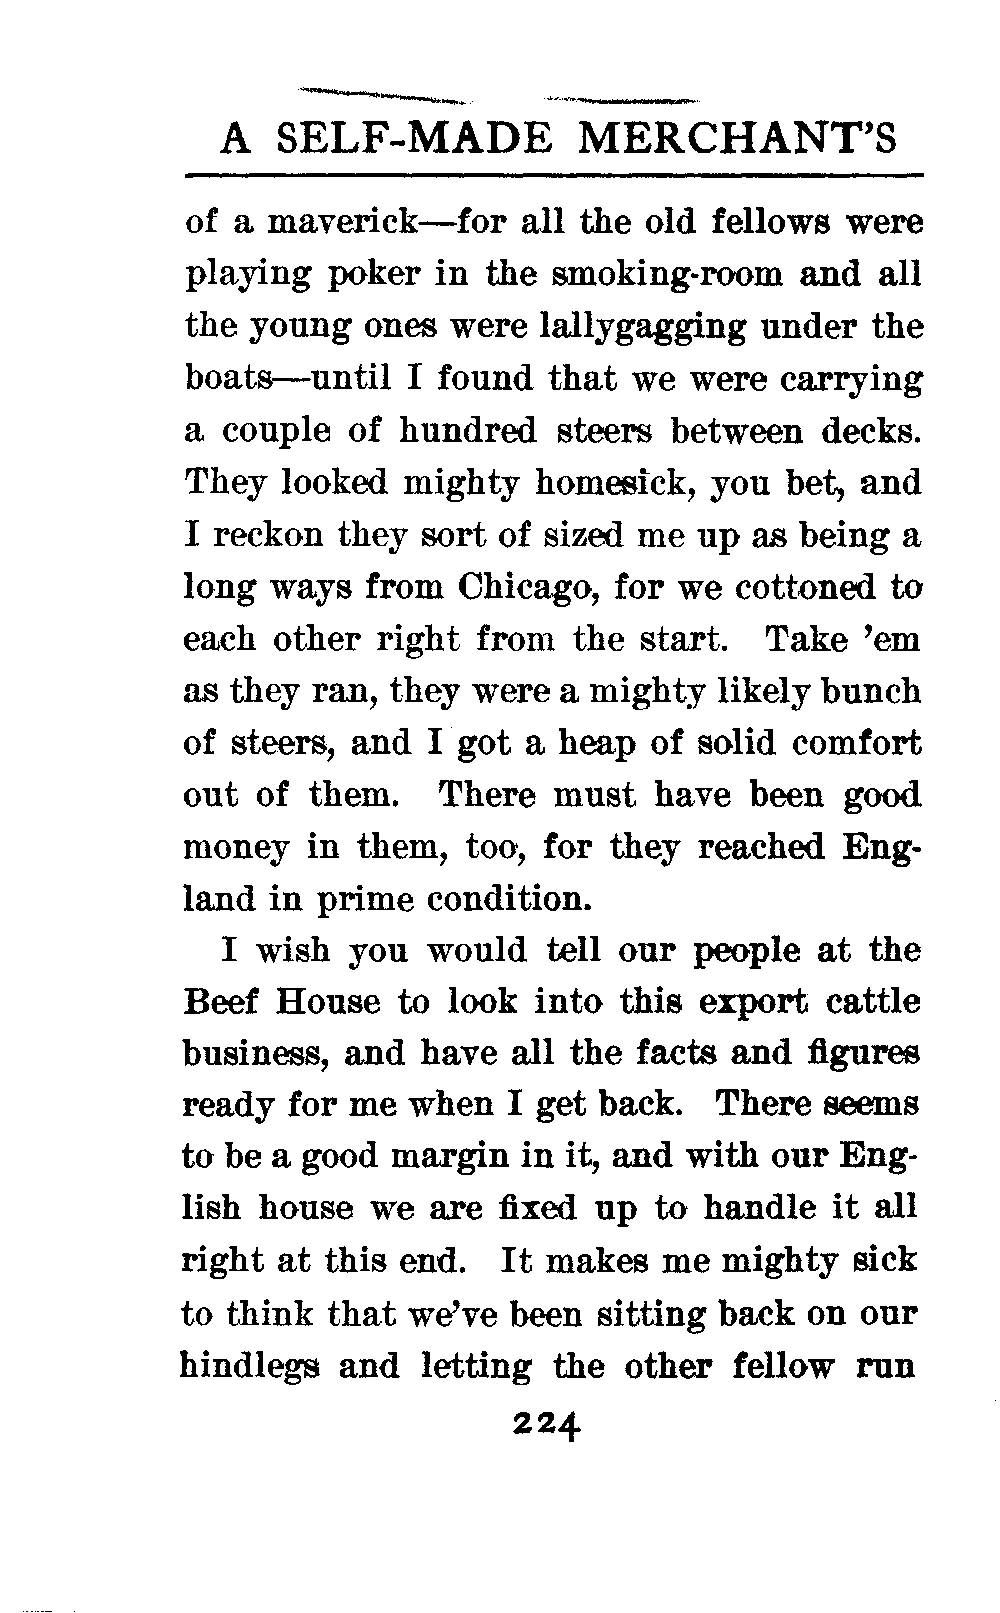 A SELF-MADE MERCHANT'S
of a maverick—for all the old fellows were
playing poker in the smoking-room and all
the young ones were lallygagging under the
boats—until I found that we were carrying
a couple of hundred steers between decks.
They looked mighty homesick, you bet, and
I reckon they sort of sized me up as being a
long ways from Chicago, for we cottoned to
each other right from the start. Take 'em
as they ran, they were a mighty likely bunch
of steers, and I got a heap of solid comfort
out of them. There must have been good
money in them, too, for they reached Eng-
land in prime condition.
I wish you would tell our people at the
Beef House to look into this export cattle
business, and have all the facts and figures
ready for me when I get back. There seems
to be a good margin in it, and with our Eng-
lish house we are fixed up to handle it all
right at this end. It makes me mighty sick
to think that we've been sitting back on our
hindlegs and letting the other fellow run
224